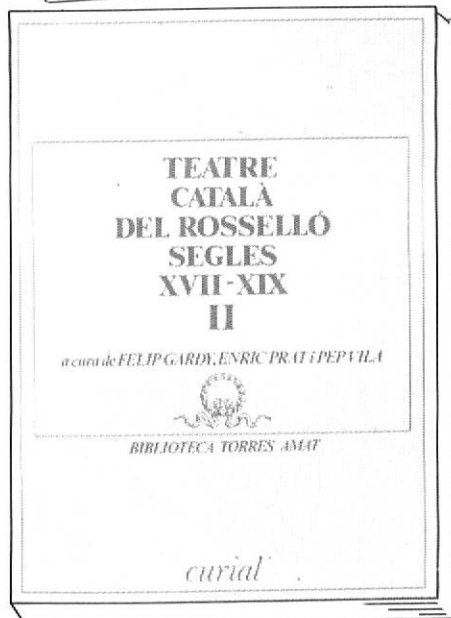 TEATRE
CATALÀ
DEL ROSSELLÓ
SEGLES
XVII-XIX
II
a cura de FELIP GARDY, ENRIC PRAT i PEP VILA
BIBLIOTECA TORRES AMAT
curial